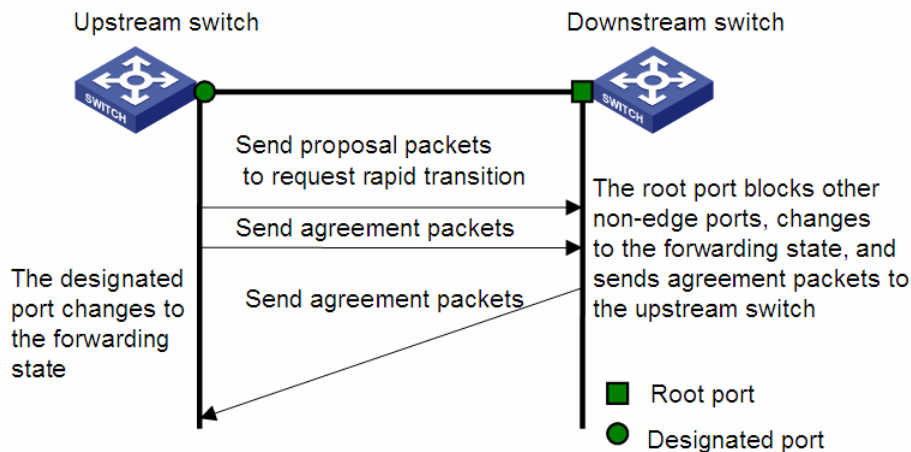 Upstream switch
Downstream switch
SWITCH
SWITCH
Send proposal packets
to request rapid transition
Send agreement packets
Send agreement packets
The designated
port changes to
the forwarding
state
The root port blocks other
non-edge ports, changes
to the forwarding state, and
sends agreement packets to
the upstream switch
Root port
Designated port